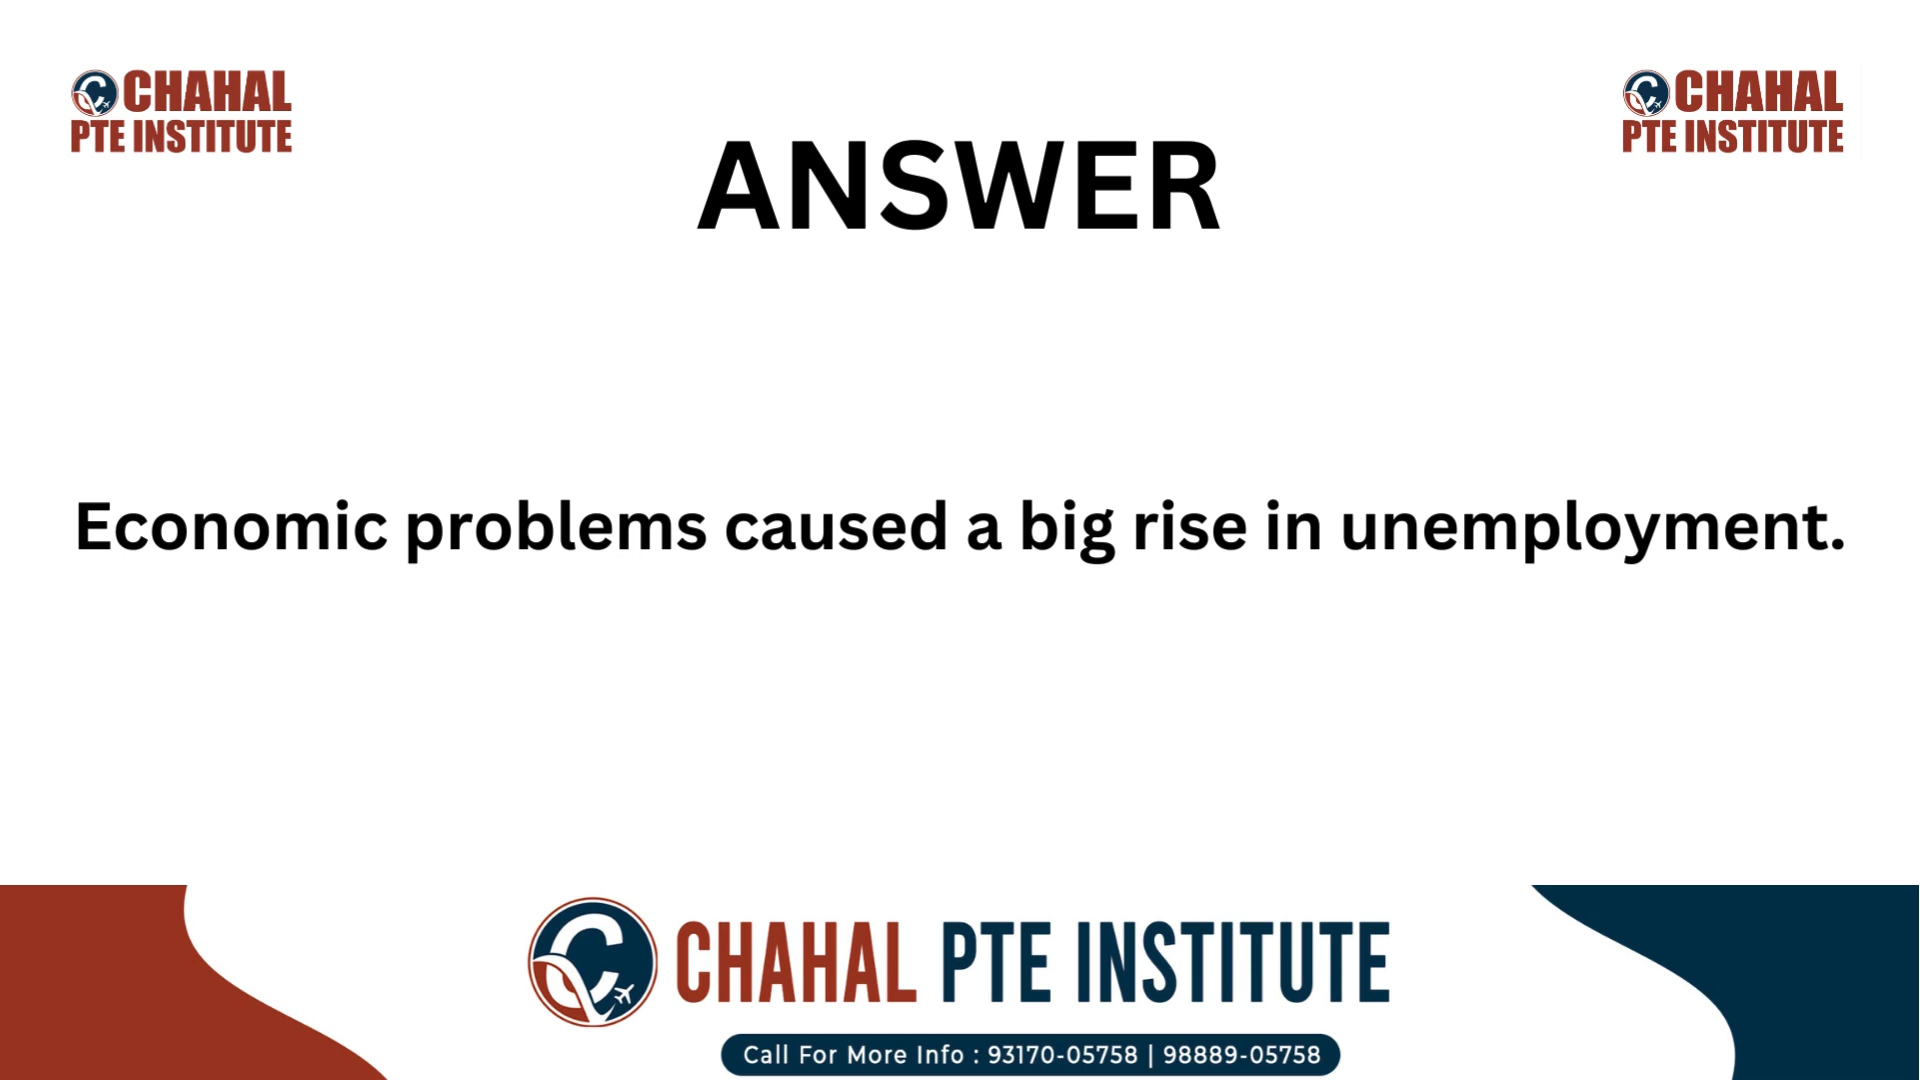 CHAHAL
PTE INSTITUTE
CHAHAL
PTE INSTITUTE
ANSWER
Economic problems caused a big rise in unemployment.
CHAHAL PTE INSTITUTE
Call For More Info : 93170-05758 | 98889-05758